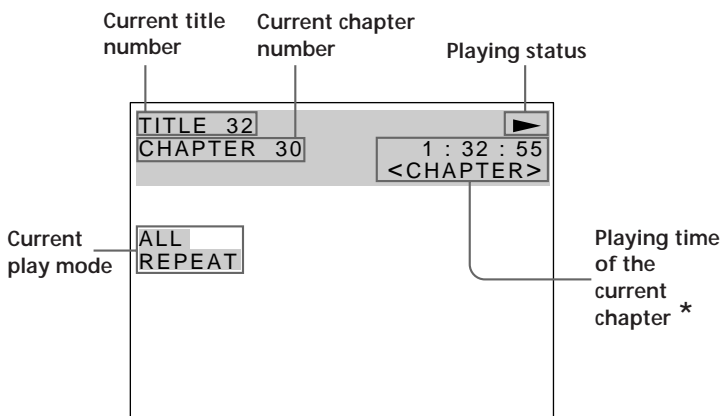 Current title
number
Current chapter
number
Playing status
TITLE 32
CHAPTER 30
1 : 32 : 55
<CHAPTER>
Current
play mode
ALL
REPEAT
Playing time
of the
current
chapter *